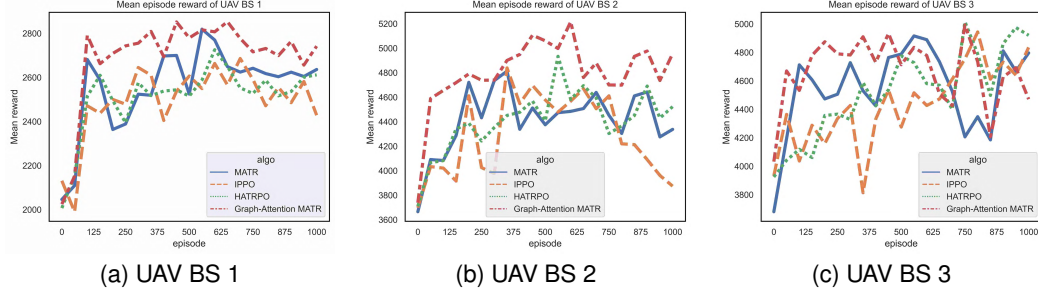 Mean episode reward of UAV BS 1
Mean reward
2800
2600
2400
2200
2000
algo
MATR
IPPO
HATRPO
Graph-Attention MATR
0 125 250 375 500 625 750 875 1000
episode
(a) UAV BS 1
Mean episode reward of UAV BS 2
Mean reward
5200
5000
4800
4600
4400
4200
4000
3800
3600
algo
MATR
IPPO
HATRPO
Graph-Attention MATR
0 125 250 375 500 625 750 875 1000
episode
(b) UAV BS 2
Mean episode reward of UAV BS 3
Mean reward
5000
4800
4600
4400
4200
4000
3800
algo
MATR
IPPO
HATRPO
Graph-Attention MATR
0 125 250 375 500 625 750 875 1000
episode
(c) UAV BS 3